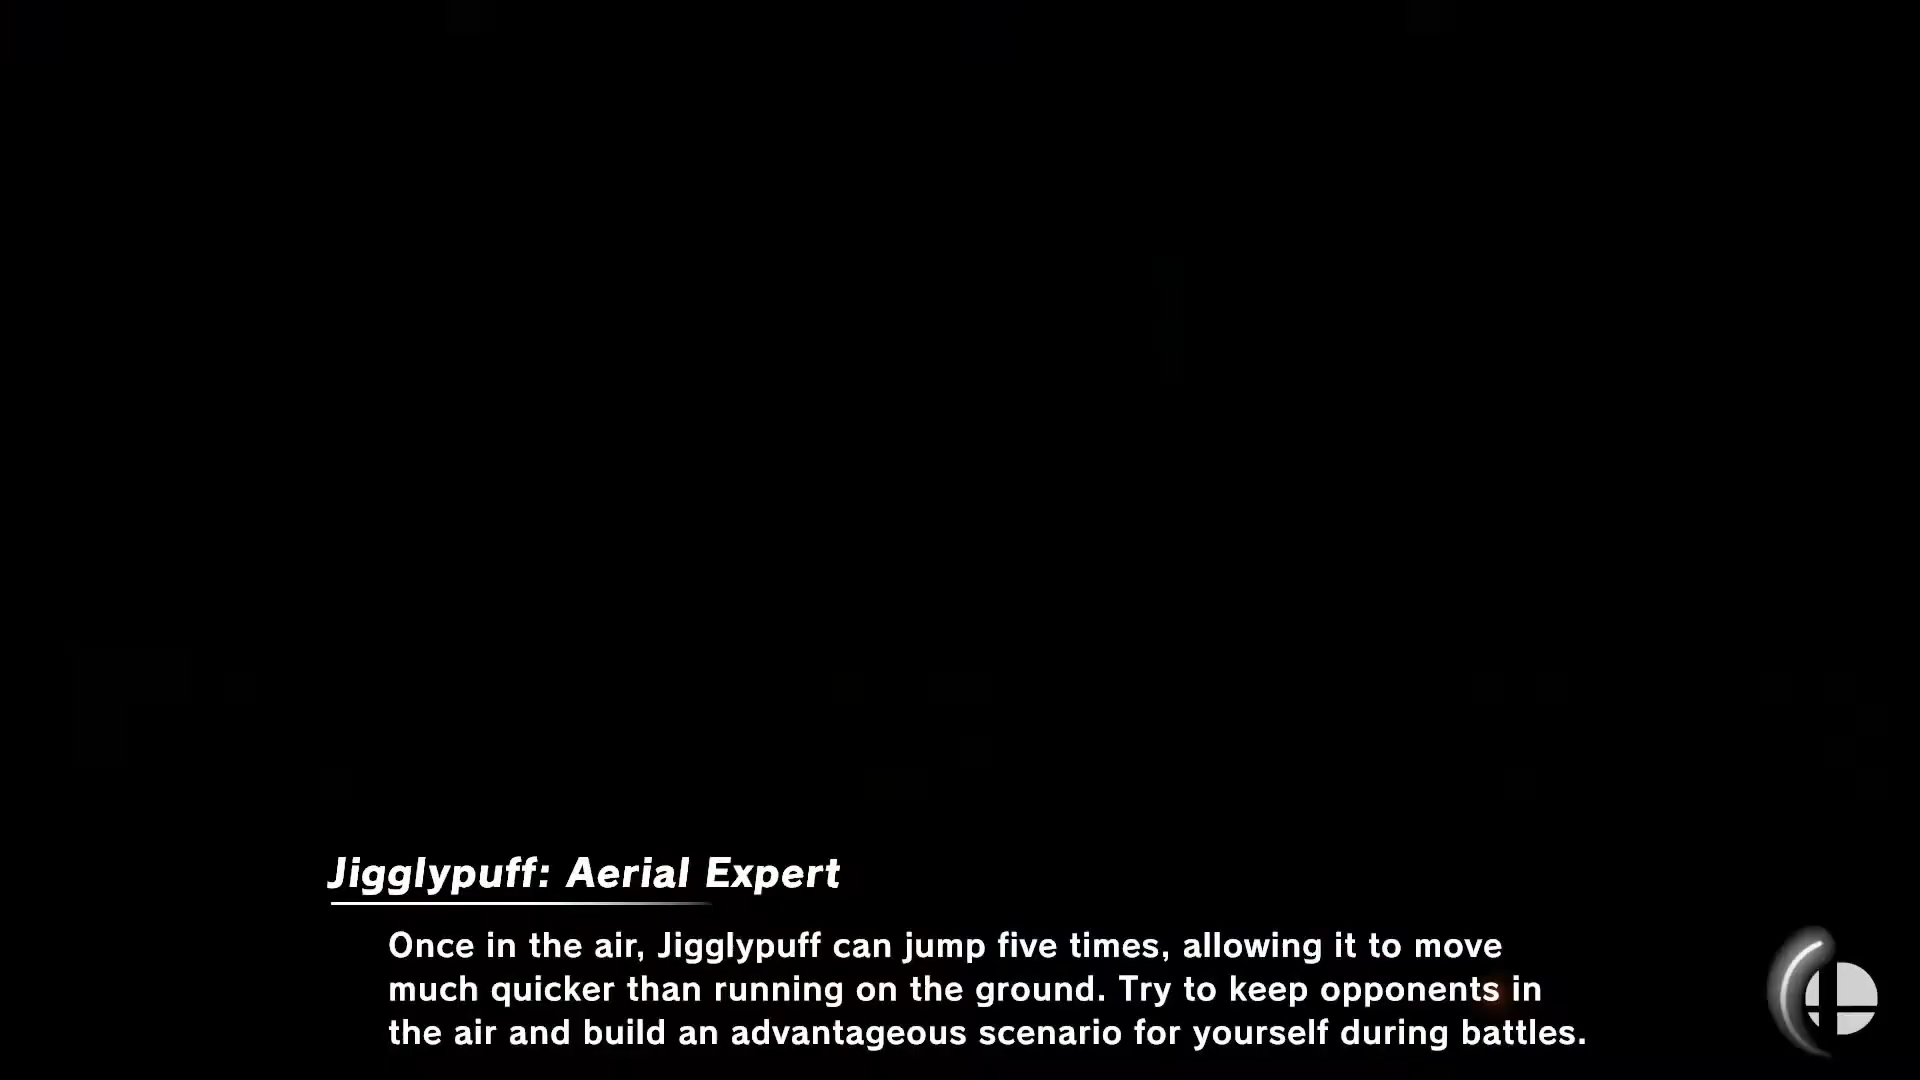 Jigglypuff: Aerial Expert
Once in the air, Jigglypuff can jump five times, allowing it to move
much quicker than running on the ground. Try to keep opponents in
the air and build an advantageous scenario for yourself during battles.